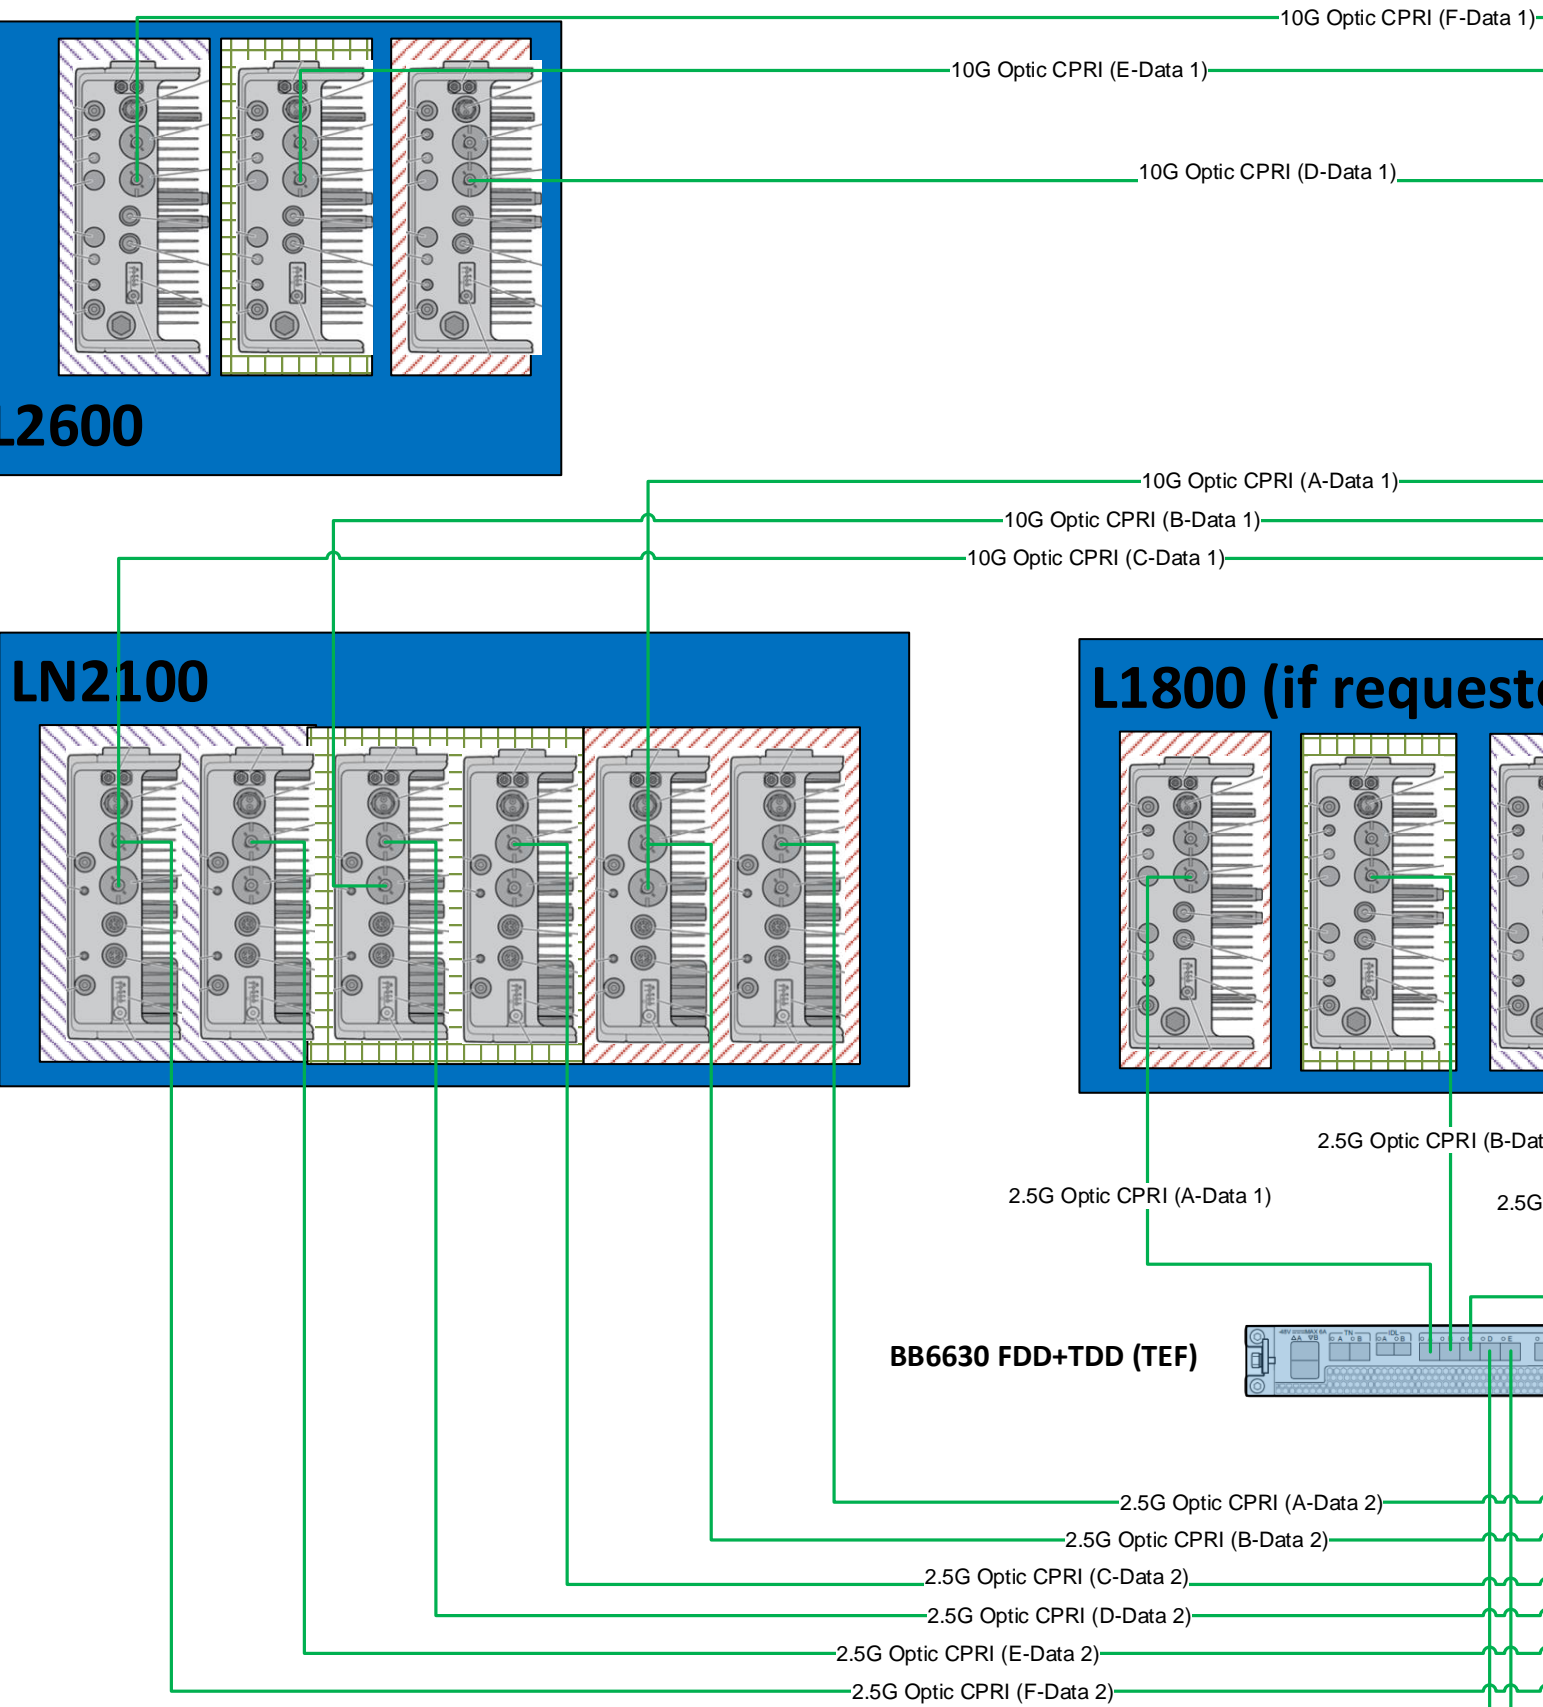 10G Optic CPRI (F-Data 1)
10G Optic CPRI (E-Data 1)
10G Optic CPRI (D-Data 1)
L2600
10G Optic CPRI (A-Data 1)
10G Optic CPRI (B-Data 1)
10G Optic CPRI (C-Data 1)
LN2100
L1800 (if requeste
2.5G Optic CPRI (B-Dat
2.5G Optic CPRI (A-Data 1)
2.5G
BB6630 FDD+TDD (TEF)
TN
IDL
A B
A B
D E
2.5G Optic CPRI (A-Data 2)
2.5G Optic CPRI (B-Data 2)
2.5G Optic CPRI (C-Data 2)
2.5G Optic CPRI (D-Data 2)
2.5G Optic CPRI (E-Data 2)
2.5G Optic CPRI (F-Data 2)